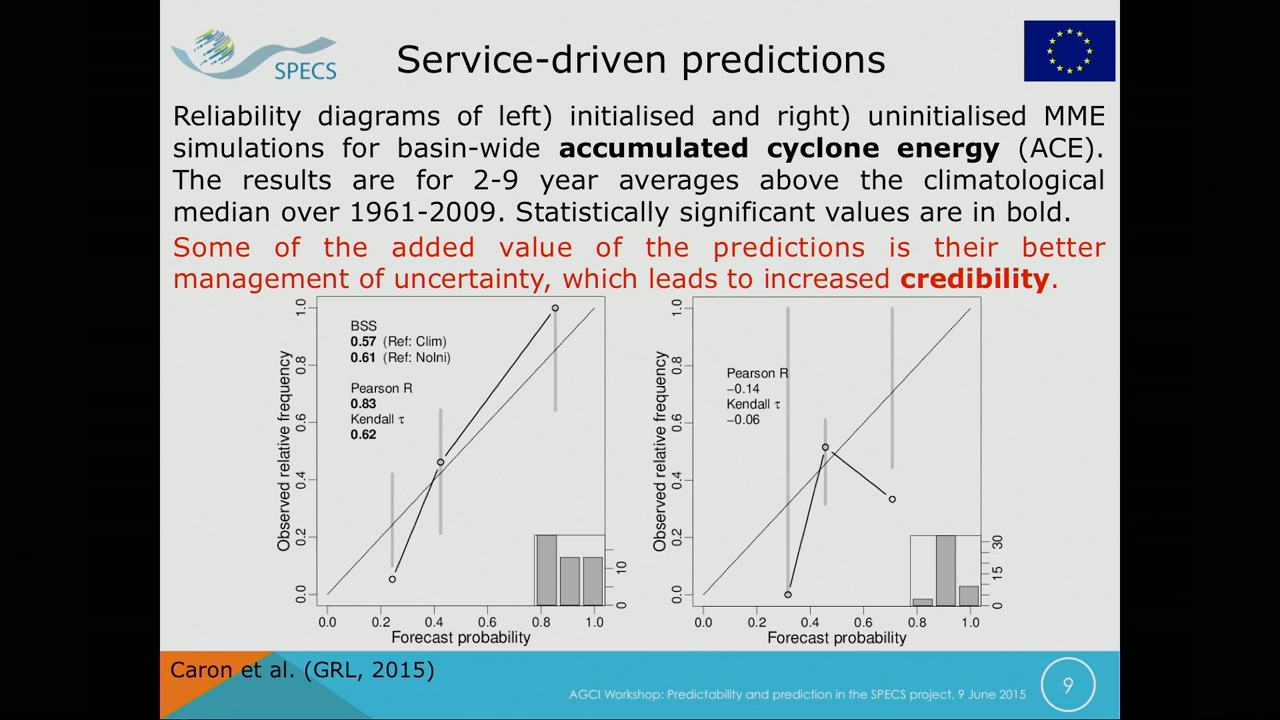 SPECS
Service-driven predictions
Reliability diagrams of left) initialised and right) uninitialised MME
simulations for basin-wide accumulated cyclone energy (ACE).
The results are for 2-9 year averages above the climatological
median over 1961-2009. Statistically significant values are in bold.
Some of the added value of the predictions is their better
management of uncertainty, which leads to increased credibility.
Observed relative frequency
0.0 0.2 0.4 0.6 0.8 1.0
BSS
0.57 (Ref: Clim)
0.61 (Ref: NoIni)
Pearson R
0.83
Kendall τ
0.62
0 10
0.0 0.2 0.4 0.6 0.8 1.0
Forecast probability
Observed relative frequency
0.0 0.2 0.4 0.6 0.8 1.0
Pearson R
−0.14
Kendall τ
−0.06
0 15 30
0.0 0.2 0.4 0.6 0.8 1.0
Forecast probability
Caron et al. (GRL, 2015)
AGCI Workshop: Predictability and prediction in the SPECS project, 9 June 2015
9